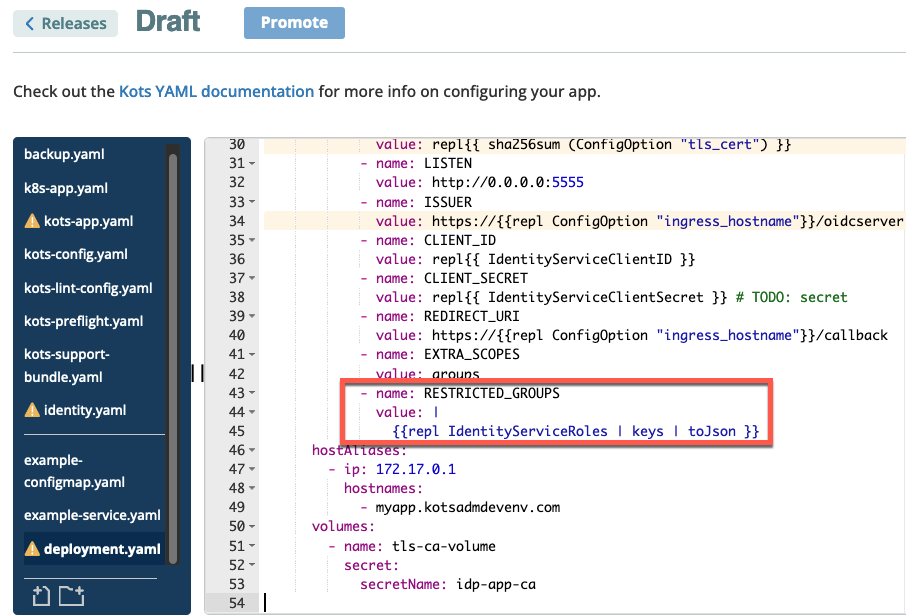 Releases
Draft
Promote
Check out the Kots YAML documentation for more info on configuring your app.
backup.yaml
k8s-app.yaml
kots-app.yaml
kots-config.yaml
kots-lint-config.yaml
kots-preflight.yaml
kots-support-
bundle.yaml
identity.yaml
example-
configmap.yaml
example-service.yaml
deployment.yaml
30 value: repl{{ sha256sum (ConfigOption "tls_cert") }}
31 - name: LISTEN
32 value: http://0.0.0.0:5555
33 - name: ISSUER
34 value: https://{{repl ConfigOption "ingress_hostname"}}/oidcserver
35 - name: CLIENT_ID
36 value: repl{{ IdentityServiceClientID }}
37 - name: CLIENT_SECRET
38 value: repl{{ IdentityServiceClientSecret }} # TODO: secret
39 - name: REDIRECT_URI
40 value: https://{{repl ConfigOption "ingress_hostname"}}/callback
41 - name: EXTRA_SCOPES
42 value: groups
43 - name: RESTRICTED_GROUPS
44 value: |
45 {{repl IdentityServiceRoles | keys | toJson }}
46 hostAliases:
47 - ip: 172.17.0.1
48 hostnames:
49 - myapp.kotsadmdevenv.com
50 volumes:
51 - name: tls-ca-volume
52 secret:
53 secretName: idp-app-ca
54